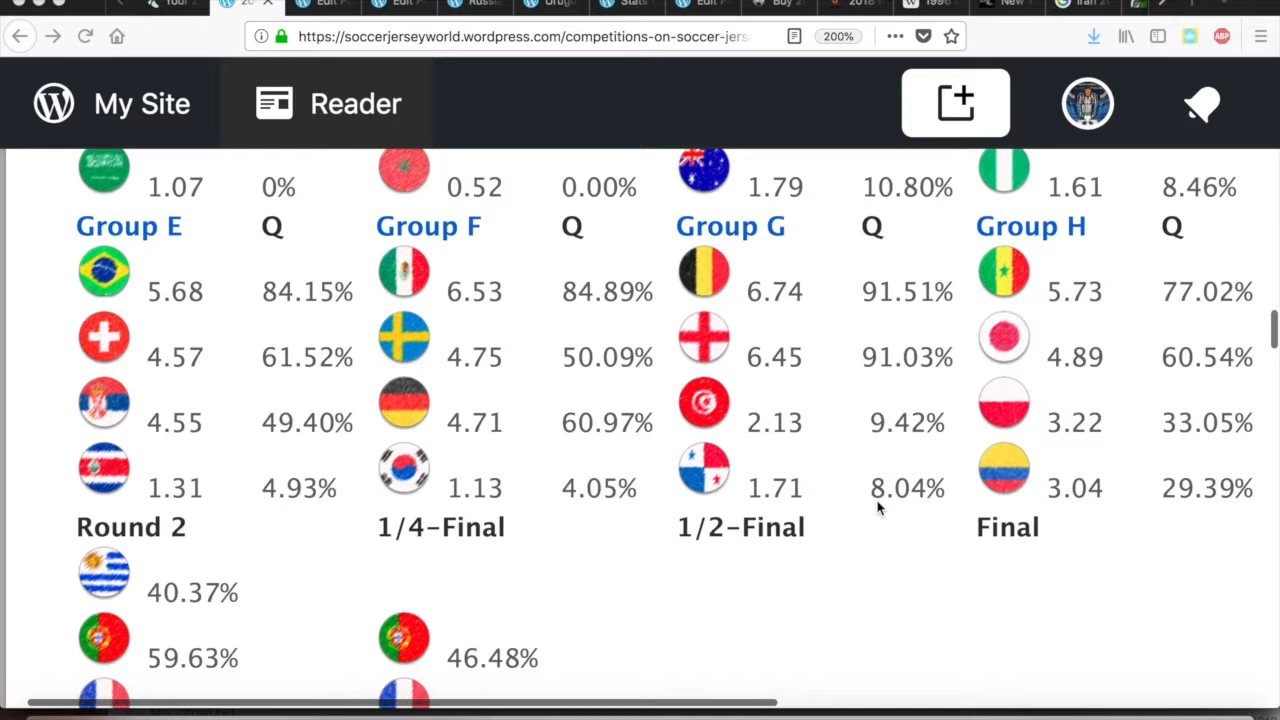 https://soccerjerseyworld.wordpress.com/competitions-on-soccer-jers
200%
ABP
My Site
Reader
1.07 0% 0.52 0.00% 1.79 10.80% 1.61 8.46%
Group E Q Group F Q Group G Q Group H Q
5.68 84.15% 6.53 84.89% 6.74 91.51% 5.73 77.02%
4.57 61.52% 4.75 50.09% 6.45 91.03% 4.89 60.54%
4.55 49.40% 4.71 60.97% 2.13 9.42% 3.22 33.05%
1.31 4.93% 1.13 4.05% 1.71 8.04% 3.04 29.39%
Round 2 1/4-Final 1/2-Final Final
40.37%
59.63% 46.48%